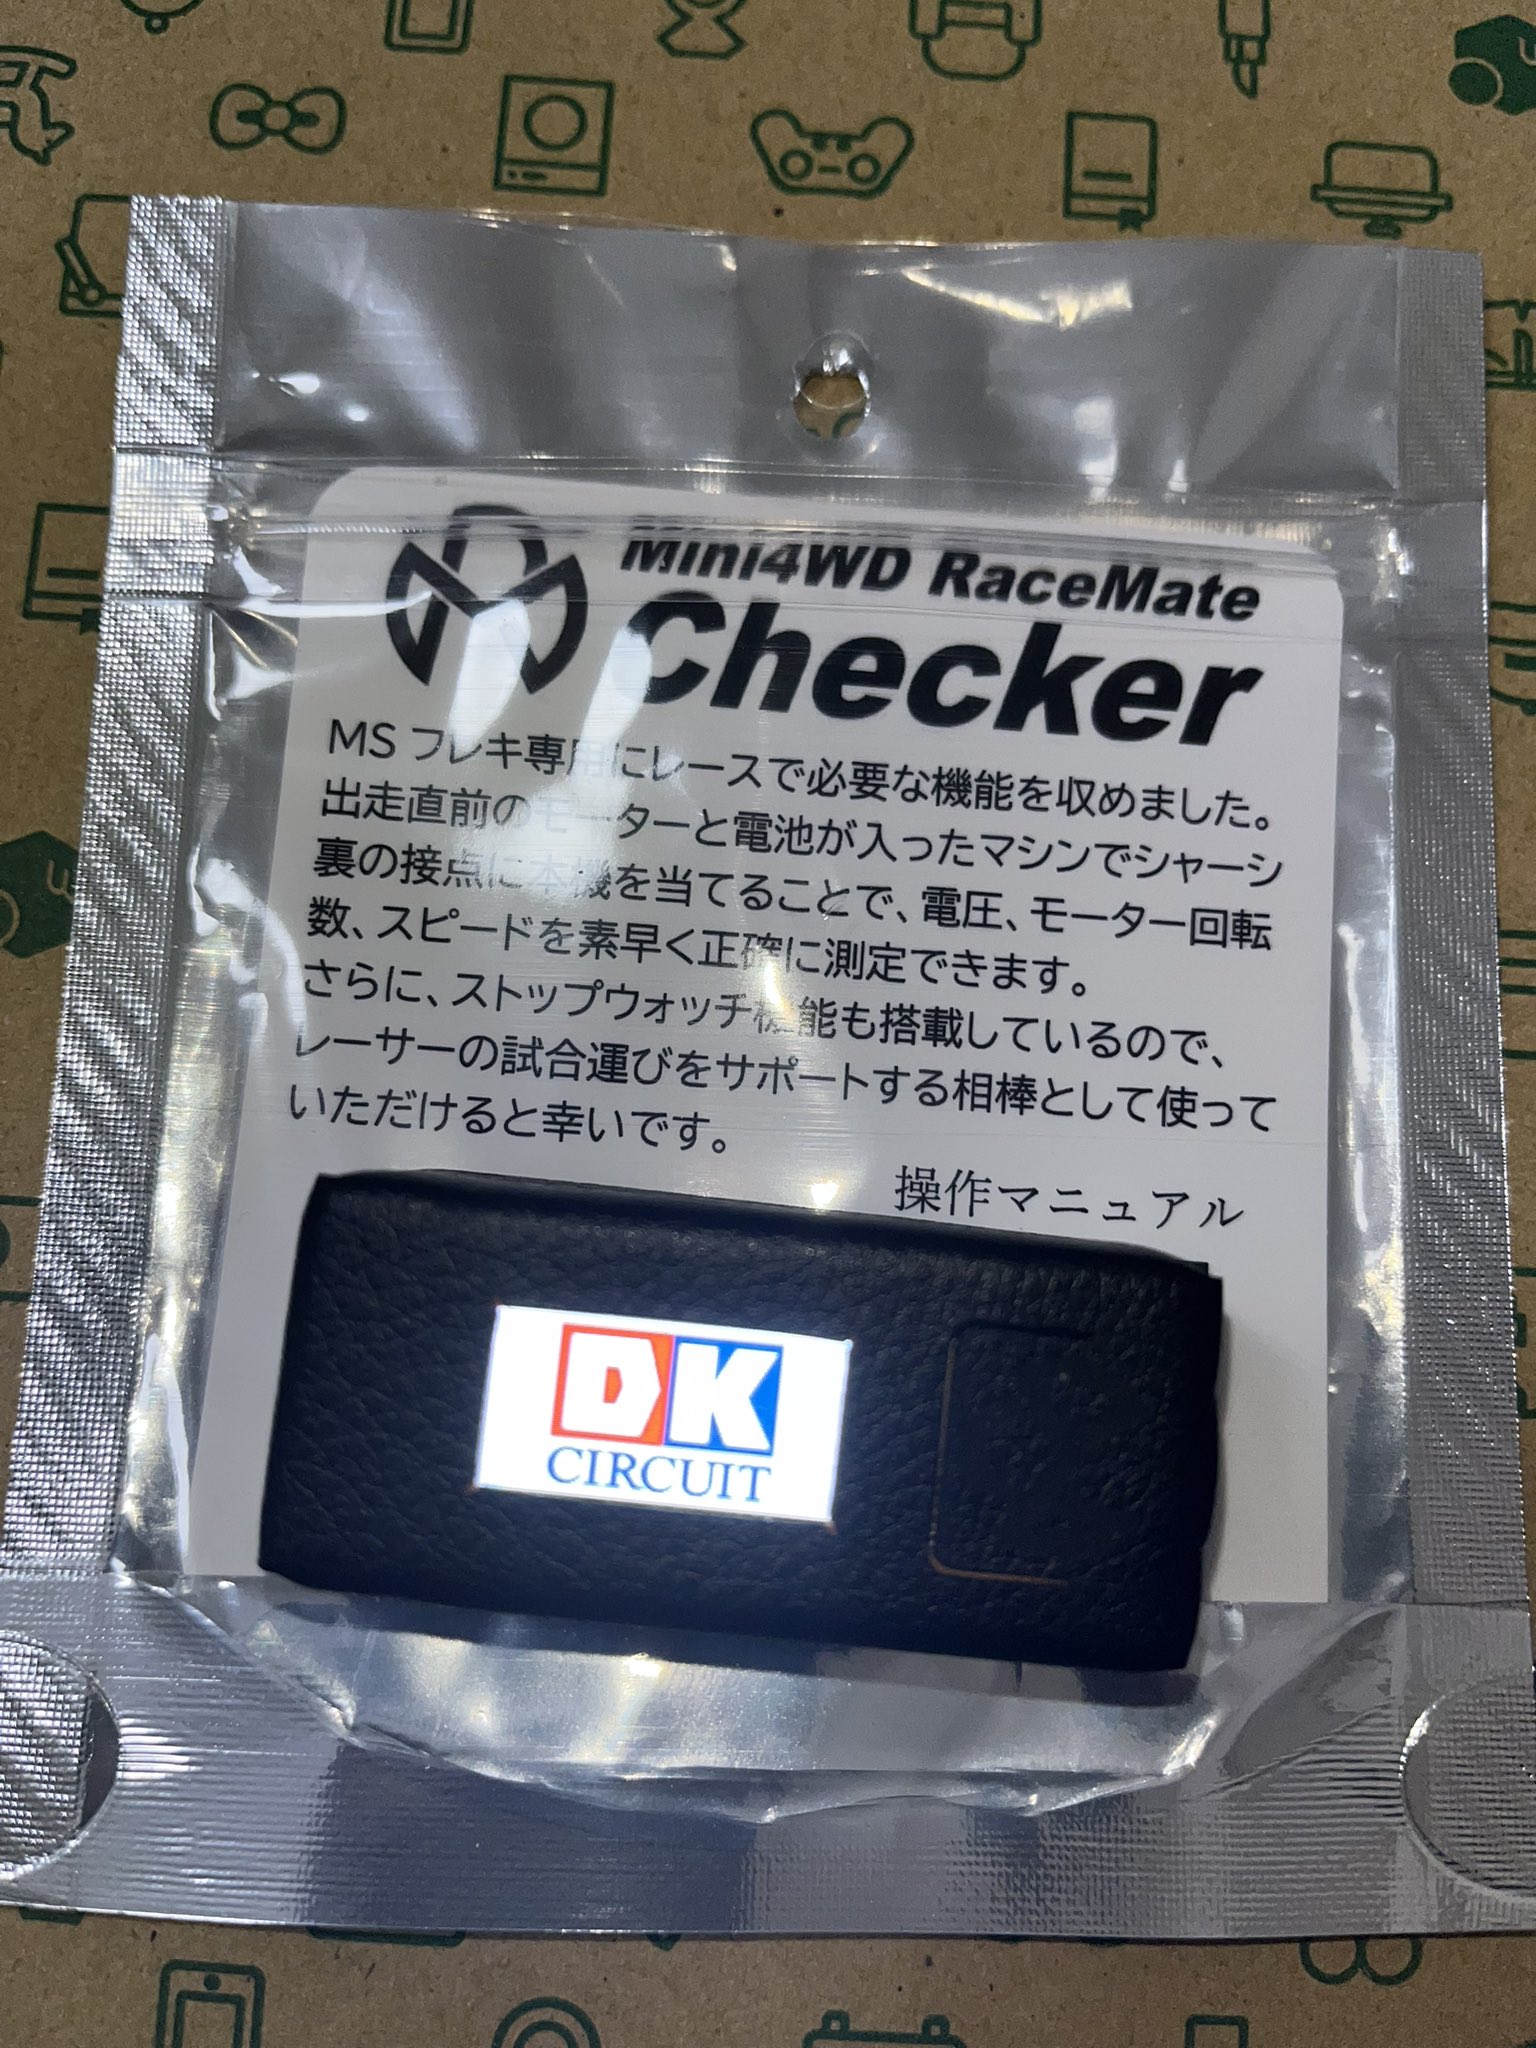 Mini4WD RaceMate
Checker
MS フレキ専用にレースで必要な機能を収めました。
出走直前のモーターと電池が入ったマシンでシャーシ
裏の接点に本機を当てることで、電圧、モーター回転
数、スピードを素早く正確に測定できます。
さらに、ストップウォッチ機能も搭載しているので、
レーサーの試合運びをサポートする相棒として使って
いただけると幸いです。
操作マニュアル
DK
CIRCUIT